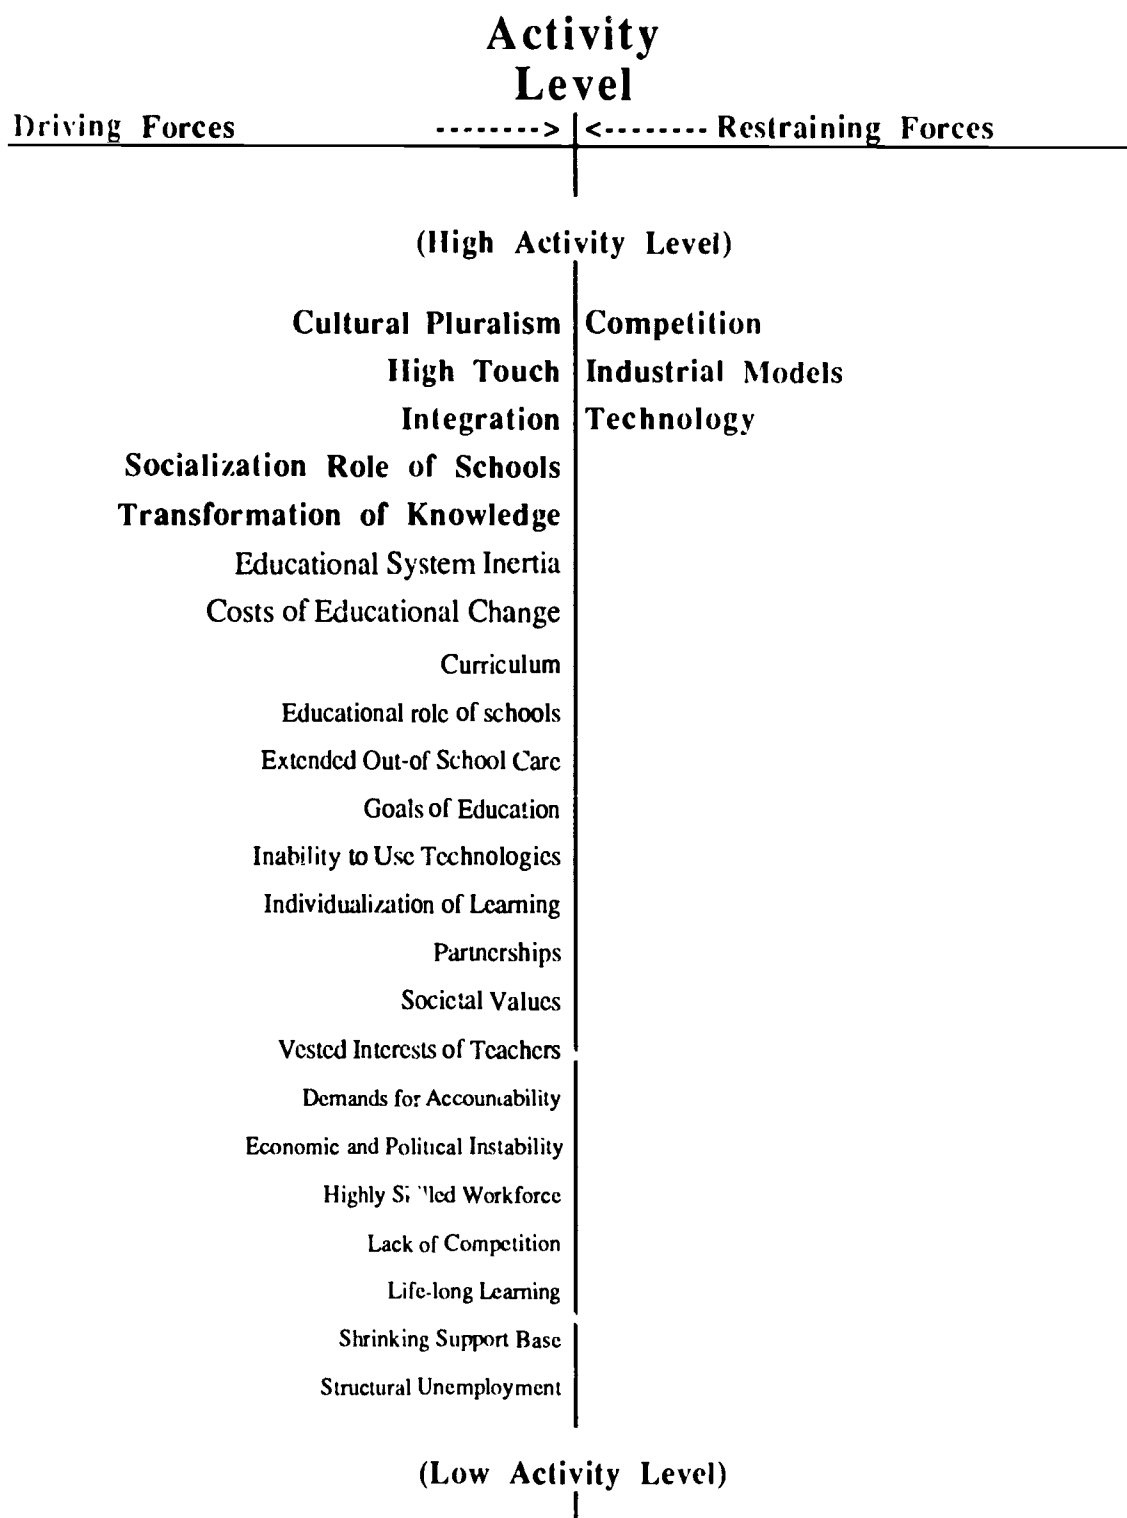 Activity
Level
Driving Forces --------> | <-------- Restraining Forces
(High Activity Level)
Cultural Pluralism Competition
High Touch Industrial Models
Integration Technology
Socialization Role of Schools
Transformation of Knowledge
Educational System Inertia
Costs of Educational Change
Curriculum
Educational role of schools
Extended Out-of School Care
Goals of Education
Inability to Use Technologies
Individualization of Learning
Partnerships
Societal Values
Vested Interests of Teachers
Demands for Accountability
Economic and Political Instability
Highly Workforce
Lack of Competition
Life-long Learning
Shrinking Support Base
Structural Unemployment
(Low Activity Level)